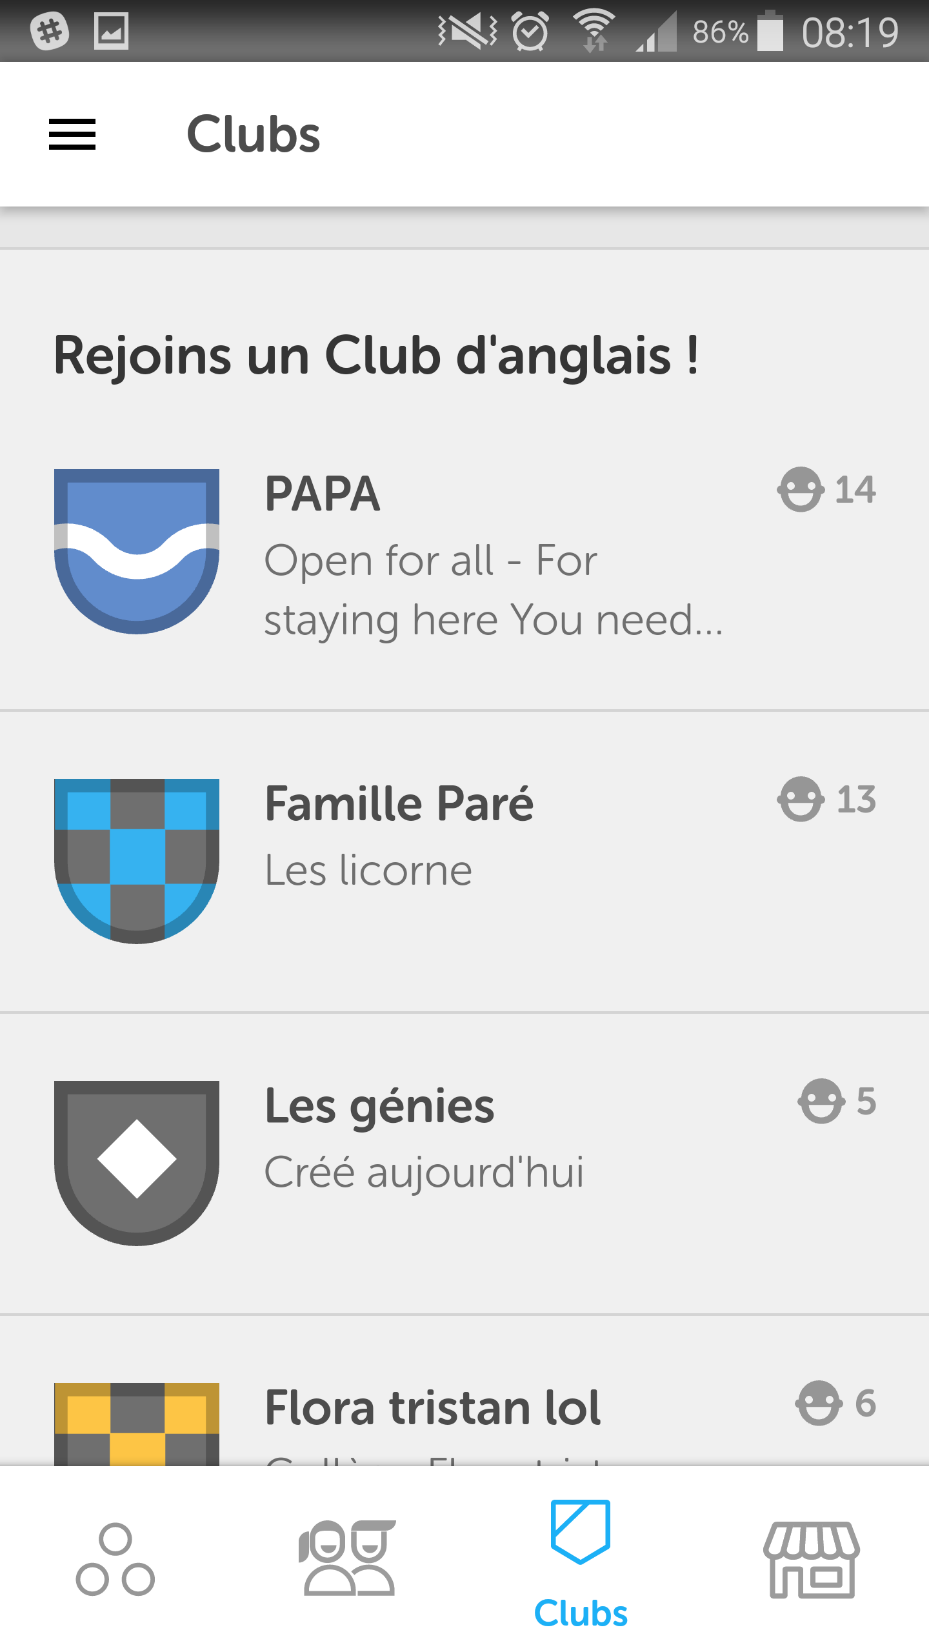 86% 08:19
Clubs
Rejoins un Club d'anglais !
PAPA 14
Open for all - For
staying here You need...
Famille Paré 13
Les licorne
Les génies 5
Créé aujourd'hui
Flora tristan lol 6
Clubs